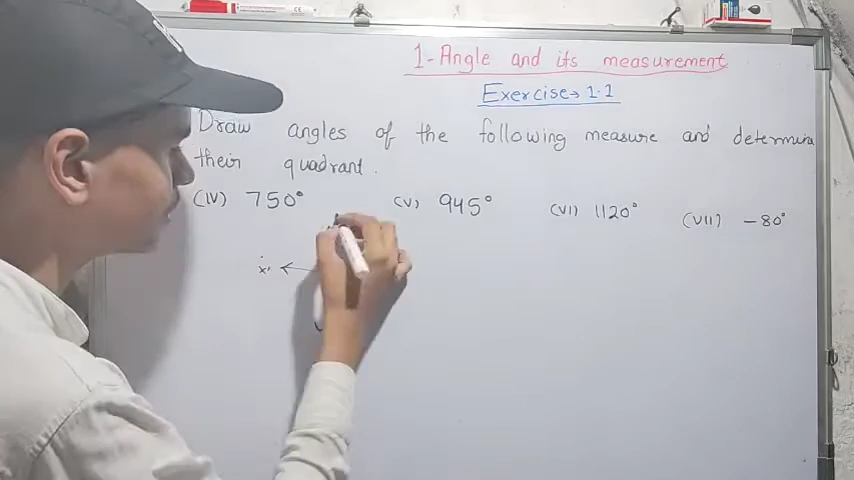 1-Angle and its measurement
Exercise→ 1.1
Draw angles of the following measure and determine
their quadrant.
(IV) 750° (V) 945° (VI) 1120° (VII) -80°
x'